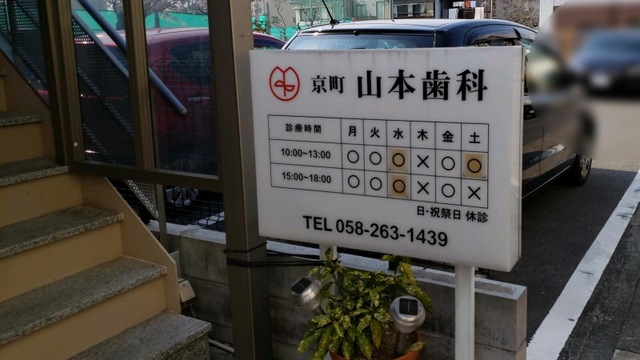 京町 山本歯科
診療時間 月 火 水 木 金 土
10:00~13:00 ○ ○ ○ × ○ ○
15:00~18:00 ○ ○ ○ × ○ ×
日・祝祭日 休診
TEL 058-263-1439